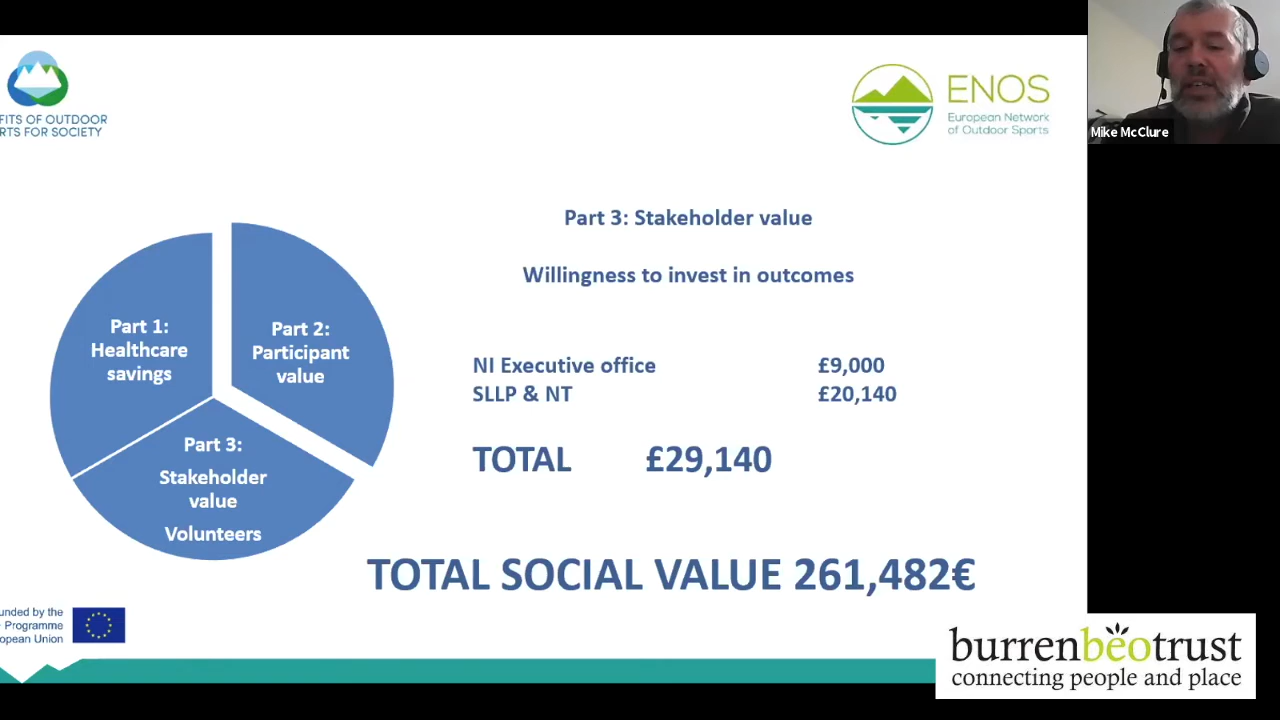 FITS OF OUTDOOR
RTS FOR SOCIETY
ENOS
European Network
of Outdoor Sports
Mike McClure
Part 3: Stakeholder value
Willingness to invest in outcomes
Part 1:
Healthcare
savings
Part 2:
Participant
value
Part 3:
Stakeholder
value
Volunteers
NI Executive office £9,000
SLLP & NT £20,140
TOTAL £29,140
TOTAL SOCIAL VALUE 261,482€
unded by the
Programme
opean Union
burrenbeotrust
connecting people and place